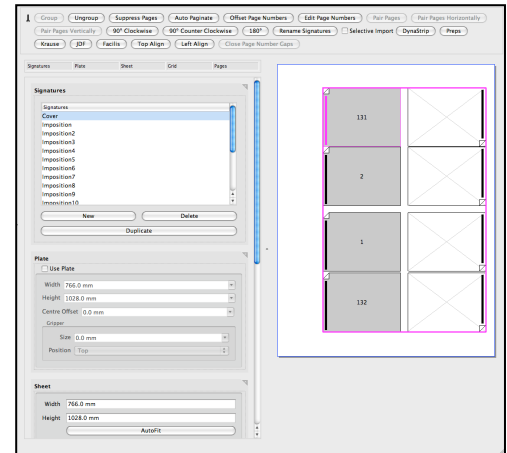 Group Ungroup Suppress Pages Auto Paginate Offset Page Numbers Edit Page Numbers Pair Pages Pair Pages Horizontally
Pair Pages Vertically 90° Clockwise 90° Counter Clockwise 180° Rename Signatures Selective Import DynaStrip Preps
Krause JDF Facilis Top Align Left Align Close Page Number Gaps
Signatures Plate Sheet Grid Pages
Signatures
Signatures
Cover
Imposition
Imposition2
Imposition3
Imposition4
Imposition5
Imposition6
Imposition7
Imposition8
Imposition9
Imposition10
New Delete
Duplicate
Plate
Use Plate
Width 766.0 mm
Height 1028.0 mm
Centre Offset 0.0 mm
Gripper
Size 0.0 mm
Position Top
Sheet
Width 766.0 mm
Height 1028.0 mm
AutoFit
131
2
1
132